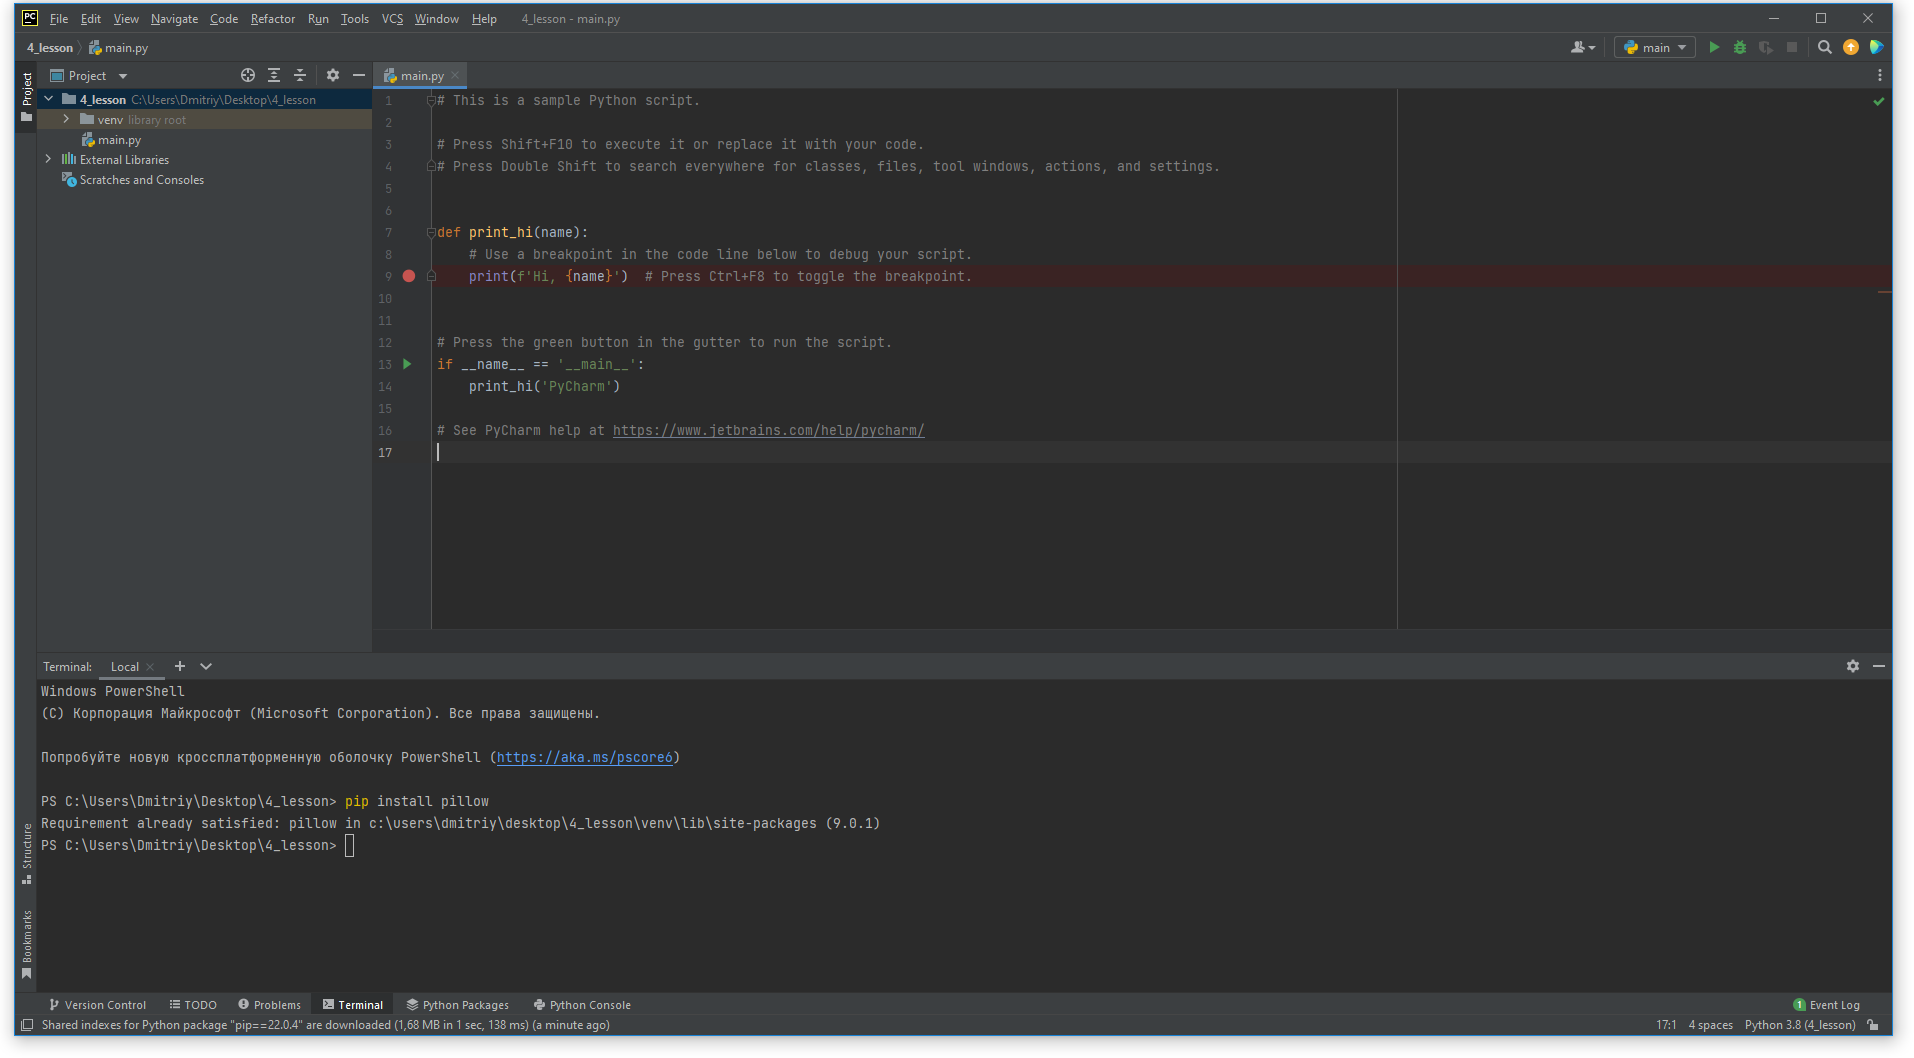 PC File Edit View Navigate Code Refactor Run Tools VCS Window Help 4_lesson - main.py
4_lesson main.py main
Project
Project
main.py
4_lesson C:\Users\Dmitriy\Desktop\4_lesson
venv library root
main.py
External Libraries
Scratches and Consoles
1 # This is a sample Python script.
2
3 # Press Shift+F10 to execute it or replace it with your code.
4 # Press Double Shift to search everywhere for classes, files, tool windows, actions, and settings.
5
6
7 def print_hi(name):
8 # Use a breakpoint in the code line below to debug your script.
9 print(f'Hi, {name}') # Press Ctrl+F8 to toggle the breakpoint.
10
11
12 # Press the green button in the gutter to run the script.
13 if __name__ == '__main__':
14 print_hi('PyCharm')
15
16 # See PyCharm help at https://www.jetbrains.com/help/pycharm/
17
Terminal: Local
Windows PowerShell
(C) Корпорация Майкрософт (Microsoft Corporation). Все права защищены.
Попробуйте новую кроссплатформенную оболочку PowerShell (https://aka.ms/pscore6)
PS C:\Users\Dmitriy\Desktop\4_lesson> pip install pillow
Requirement already satisfied: pillow in c:\users\dmitriy\desktop\4_lesson\venv\lib\site-packages (9.0.1)
PS C:\Users\Dmitriy\Desktop\4_lesson>
Structure
Bookmarks
Version Control TODO Problems Terminal Python Packages Python Console 1 Event Log
Shared indexes for Python package "pip==22.0.4" are downloaded (1,68 MB in 1 sec, 138 ms) (a minute ago) 17:1 4 spaces Python 3.8 (4_lesson)